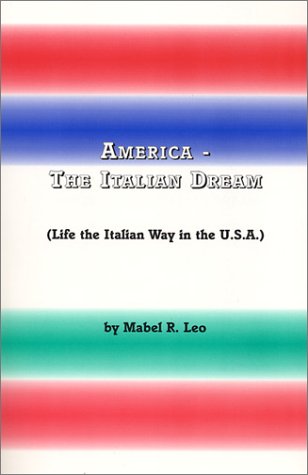 America -
The Italian Dream
(Life the Italian Way in the U.S.A.)
by Mabel R. Leo